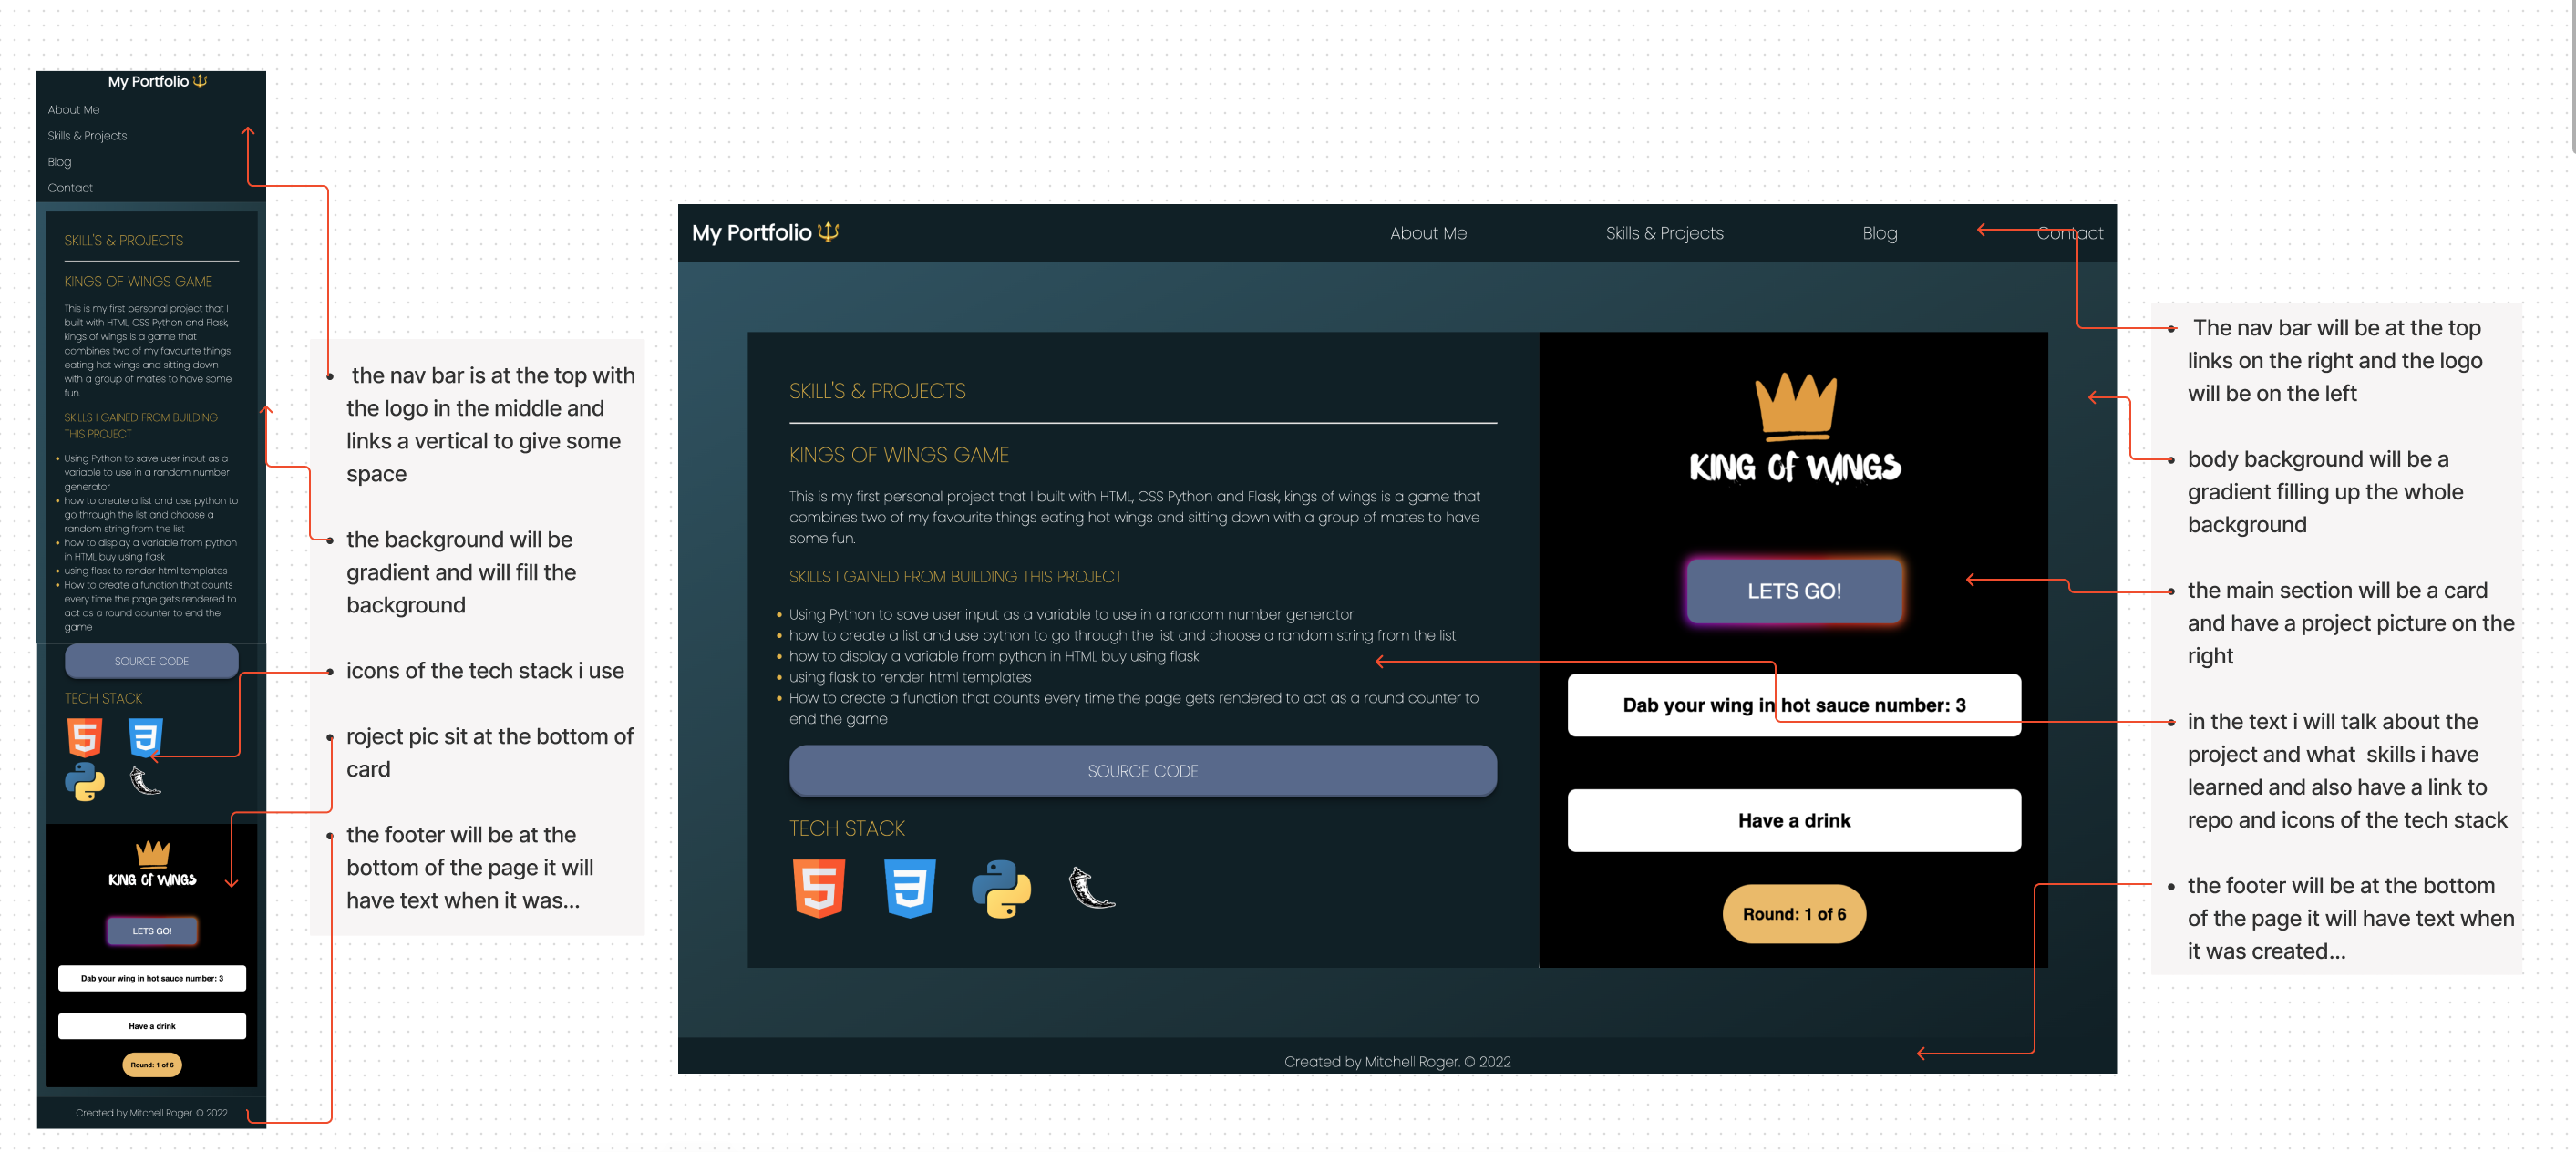 My Portfolio
About Me
Skills & Projects
Blog
Contact
SKILL'S & PROJECTS
KINGS OF WINGS GAME
This is my first personal project that I
built with HTML, CSS Python and Flask,
kings of wings is a game that
combines two of my favourite things
eating hot wings and sitting down
with a group of mates to have some
fun.
SKILLS I GAINED FROM BUILDING
THIS PROJECT
Using Python to save user input as a
variable to use in a random number
generator
how to create a list and use python to
go through the list and choose a
random string from the list
how to display a variable from python
in HTML buy using flask
using flask to render html templates
How to create a function that counts
every time the page gets rendered to
act as a round counter to end the
game
SOURCE CODE
TECH STACK
KING Of WINGS
LETS GO!
Dab your wing in hot sauce number: 3
Have a drink
Round: 1 of 6
Created by Mitchell Roger. © 2022
the nav bar is at the top with
the logo in the middle and
links a vertical to give some
space
the background will be
gradient and will fill the
background
icons of the tech stack i use
roject pic sit at the bottom of
card
the footer will be at the
bottom of the page it will
have text when it was...
My Portfolio
About Me
Skills & Projects
Blog
Contact
SKILL'S & PROJECTS
KINGS OF WINGS GAME
This is my first personal project that I built with HTML, CSS Python and Flask, kings of wings is a game that
combines two of my favourite things eating hot wings and sitting down with a group of mates to have
some fun.
SKILLS I GAINED FROM BUILDING THIS PROJECT
Using Python to save user input as a variable to use in a random number generator
how to create a list and use python to go through the list and choose a random string from the list
how to display a variable from python in HTML buy using flask
using flask to render html templates
How to create a function that counts every time the page gets rendered to act as a round counter to
end the game
SOURCE CODE
TECH STACK
KING Of WINGS
LETS GO!
Dab your wing in hot sauce number: 3
Have a drink
Round: 1 of 6
Created by Mitchell Roger. © 2022
The nav bar will be at the top
links on the right and the logo
will be on the left
body background will be a
gradient filling up the whole
background
the main section will be a card
and have a project picture on the
right
in the text i will talk about the
project and what skills i have
learned and also have a link to
repo and icons of the tech stack
the footer will be at the bottom
of the page it will have text when
it was created...